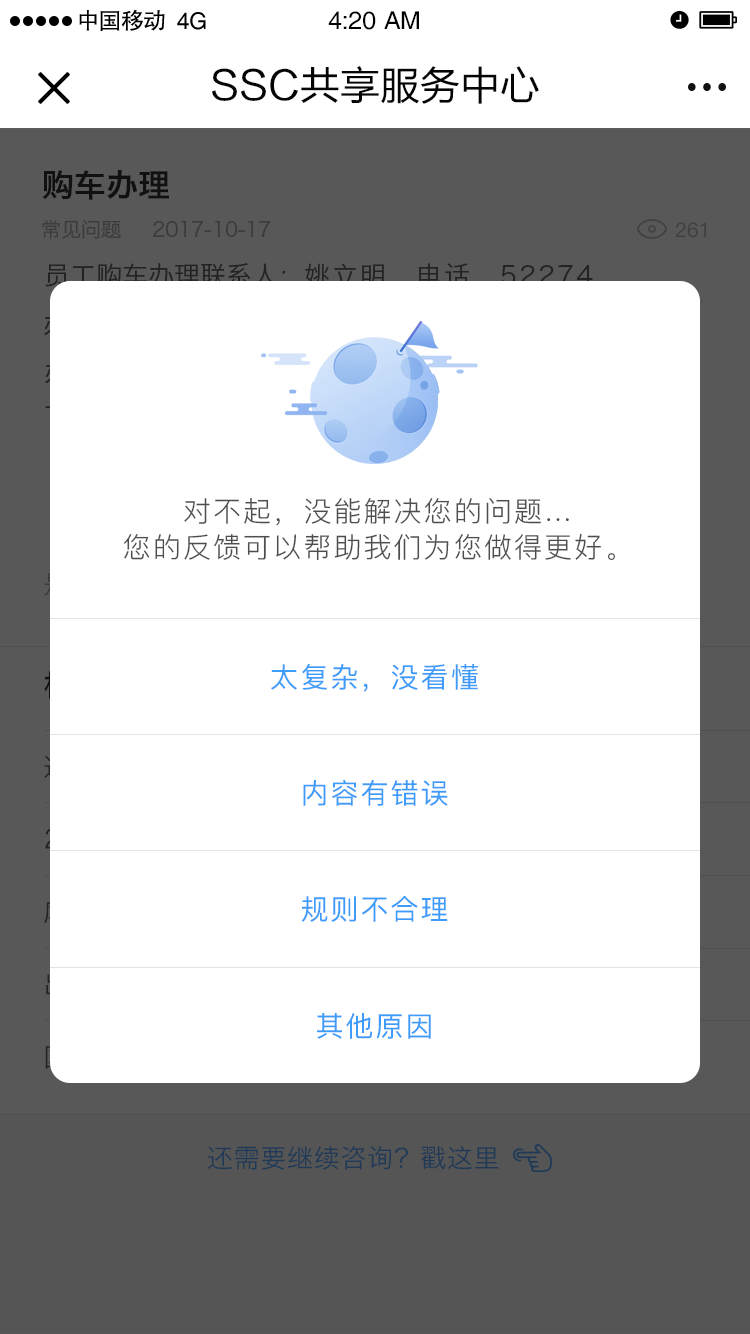 中国移动 4G 4:20 AM
SSC共享服务中心
购车办理
常见问题 2017-10-17 261
员工购车办理联系人：姚立明 电话 52274
对不起，没能解决您的问题...
您的反馈可以帮助我们为您做得更好。
太复杂，没看懂
内容有错误
规则不合理
其他原因
还需要继续咨询？戳这里